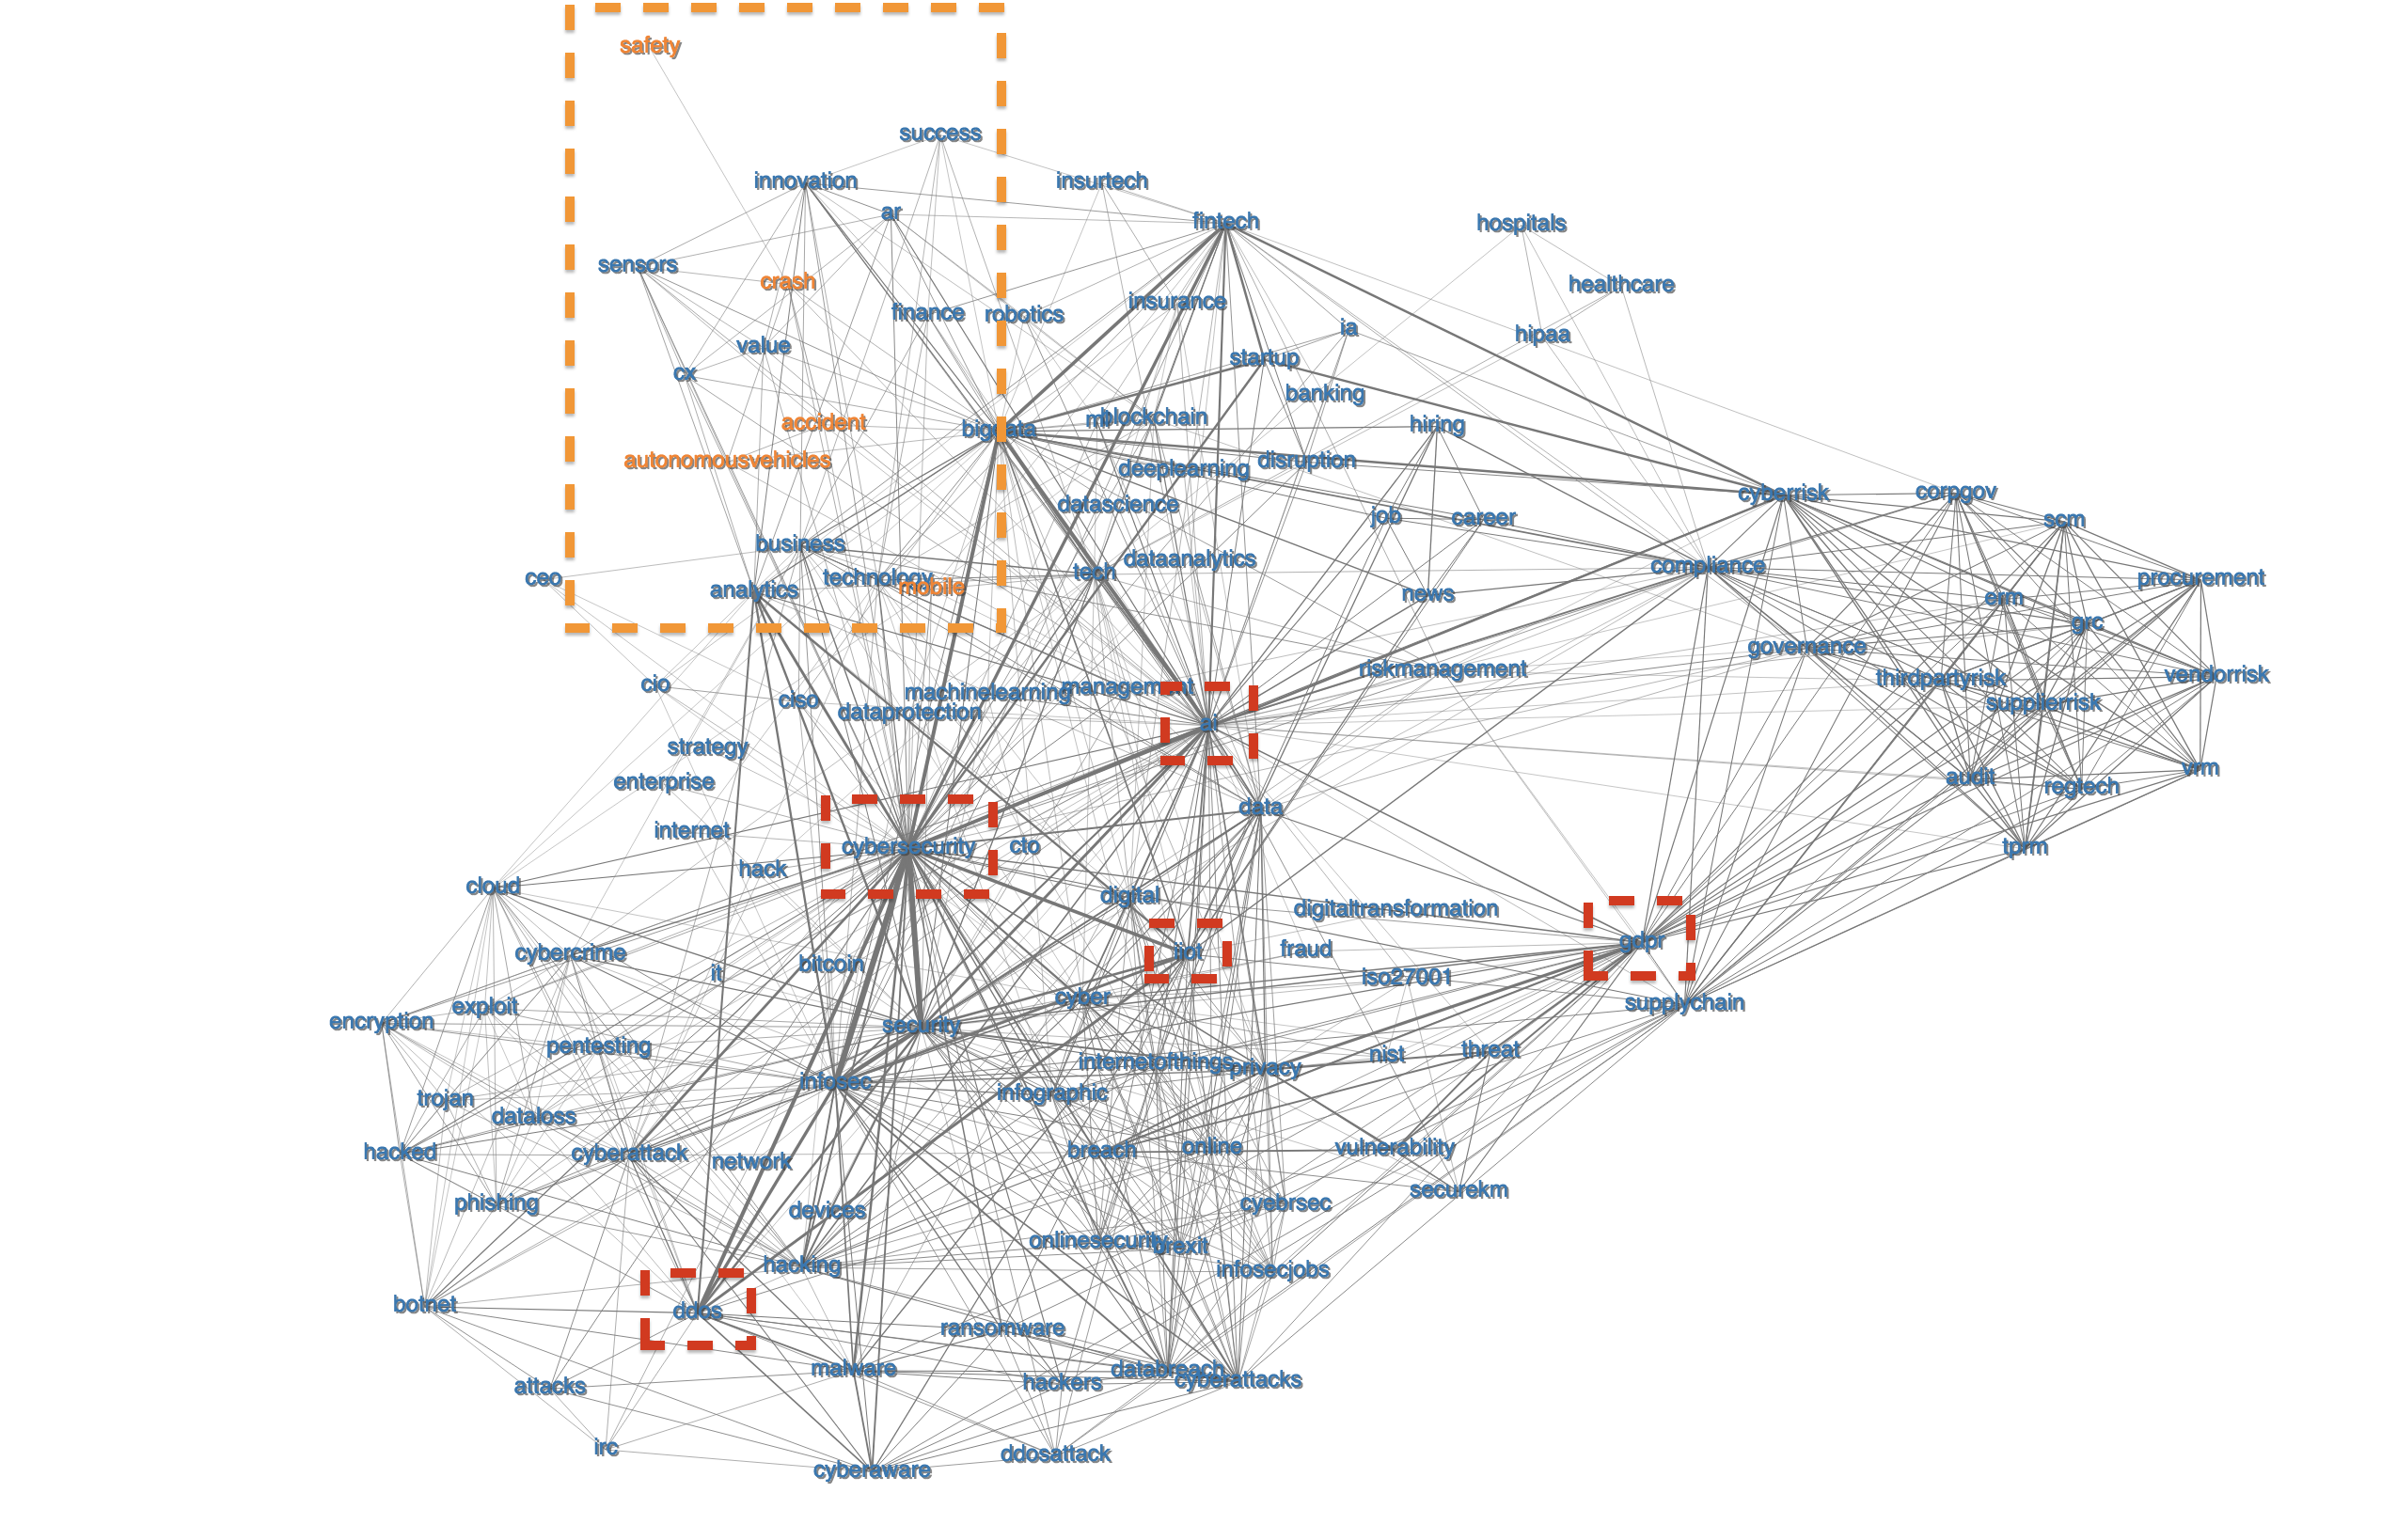 safety
success
innovation
insurtech
ar
fintech
hospitals
sensors
crash
healthcare
insurance
finance
robotics
ia
hipaa
value
startup
cx
banking
blockchain
accident
hiring
bigdata
autonomousvehicles
disruption
deeplearning
cyberrisk
corpgov
datascience
job
career
scm
business
dataanalytics
compliance
tech
ceo
technology
procurement
mobile
analytics
news
erm
grc
governance
riskmanagement
vendorrisk
thirdpartyrisk
cio
management
machinelearning
ciso
supplierrisk
dataprotection
ai
strategy
vrm
audit
enterprise
regtech
data
internet
cybersecurity
cto
tprm
hack
cloud
digital
digitaltransformation
gdpr
fraud
cybercrime
iiot
bitcoin
it
iso27001
cyber
supplychain
exploit
encryption
security
pentesting
threat
nist
internetofthings
privacy
infosec
infographic
trojan
dataloss
online
vulnerability
breach
hacked
cyberattack
network
securekm
phishing
cyebrsec
devices
onlinesecurity
brexit
hacking
infosecjobs
botnet
ddos
ransomware
malware
databreach
cyberattacks
hackers
attacks
irc
ddosattack
cyberaware